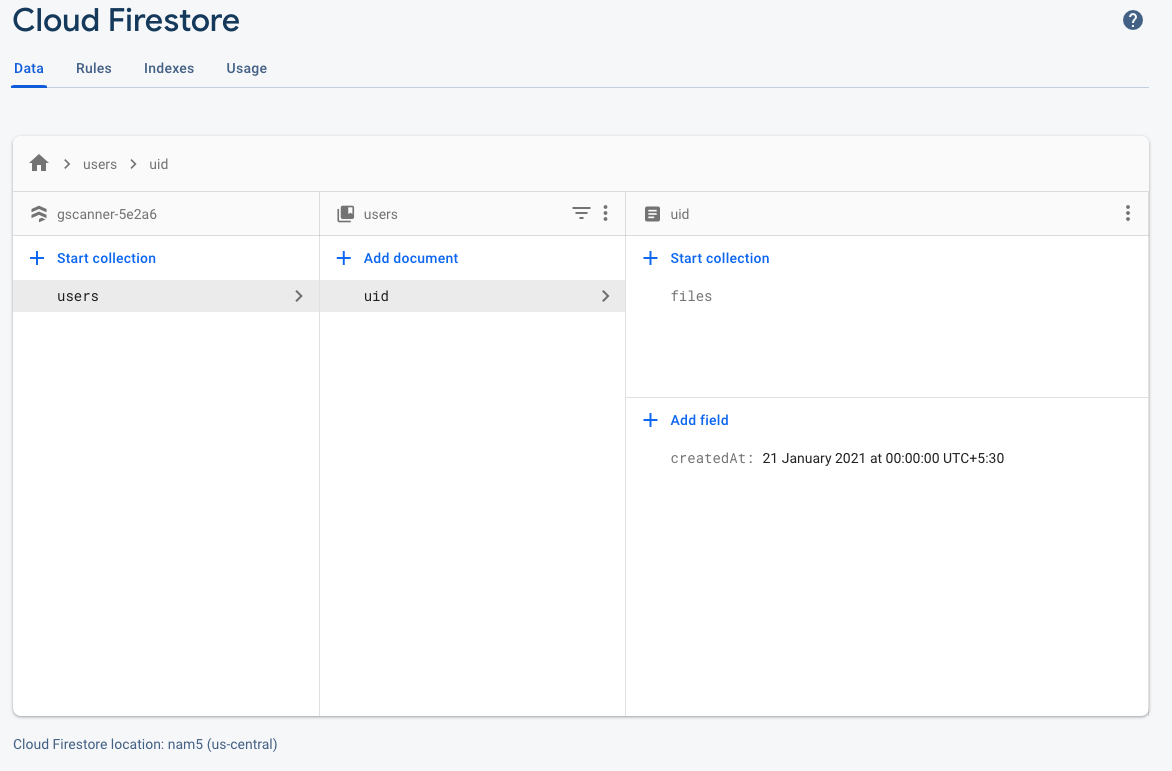 Cloud Firestore
?
Data Rules Indexes Usage
users uid
gscanner-5e2a6 users uid
Start collection Add document Start collection
users uid files
Add field
createdAt: 21 January 2021 at 00:00:00 UTC+5:30
Cloud Firestore location: nam5 (us-central)